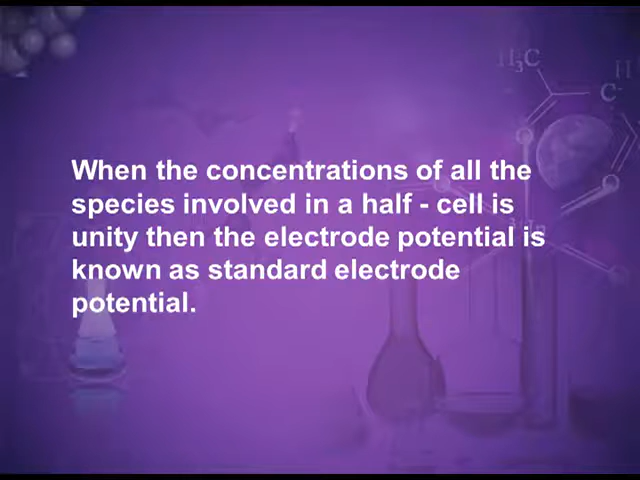 H₃C
H
C
When the concentrations of all the
species involved in a half - cell is
unity then the electrode potential is
known as standard electrode
potential.